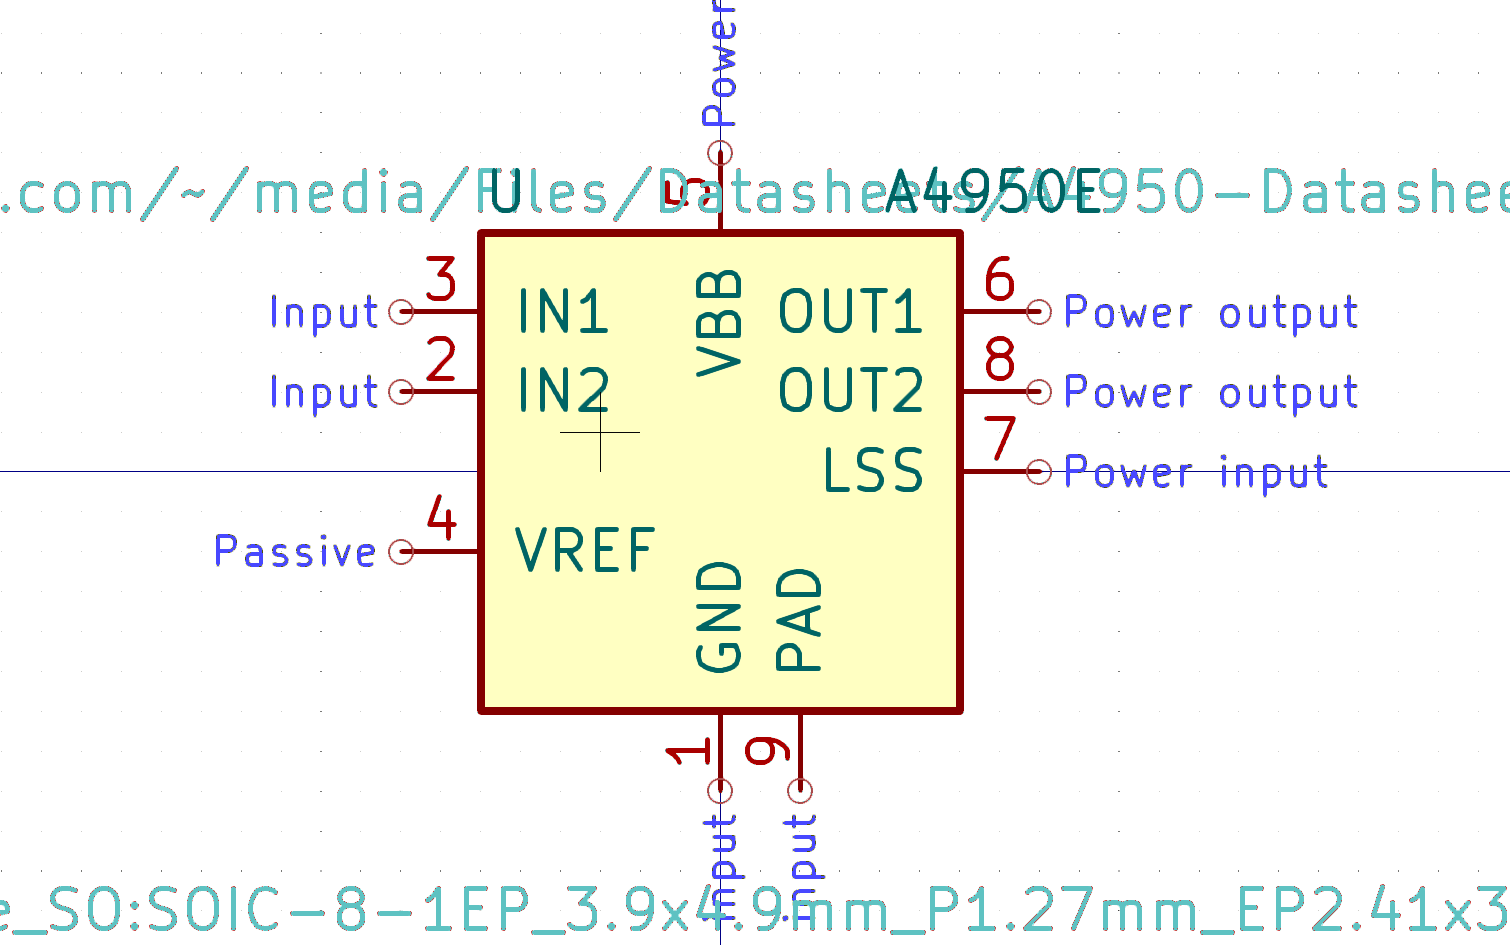 Power
.com/~/media/Files/Datasheets/A4950-Datashee
U
5
A4950E
3
6
Input
IN1
VBB
OUT1
Power output
2
8
Input
IN2
OUT2
Power output
7
LSS
Power input
4
Passive
VREF
GND
PAD
1
9
Input
Input
e_SO:SOIC-8-1EP_3.9x4.9mm_P1.27mm_EP2.41x3